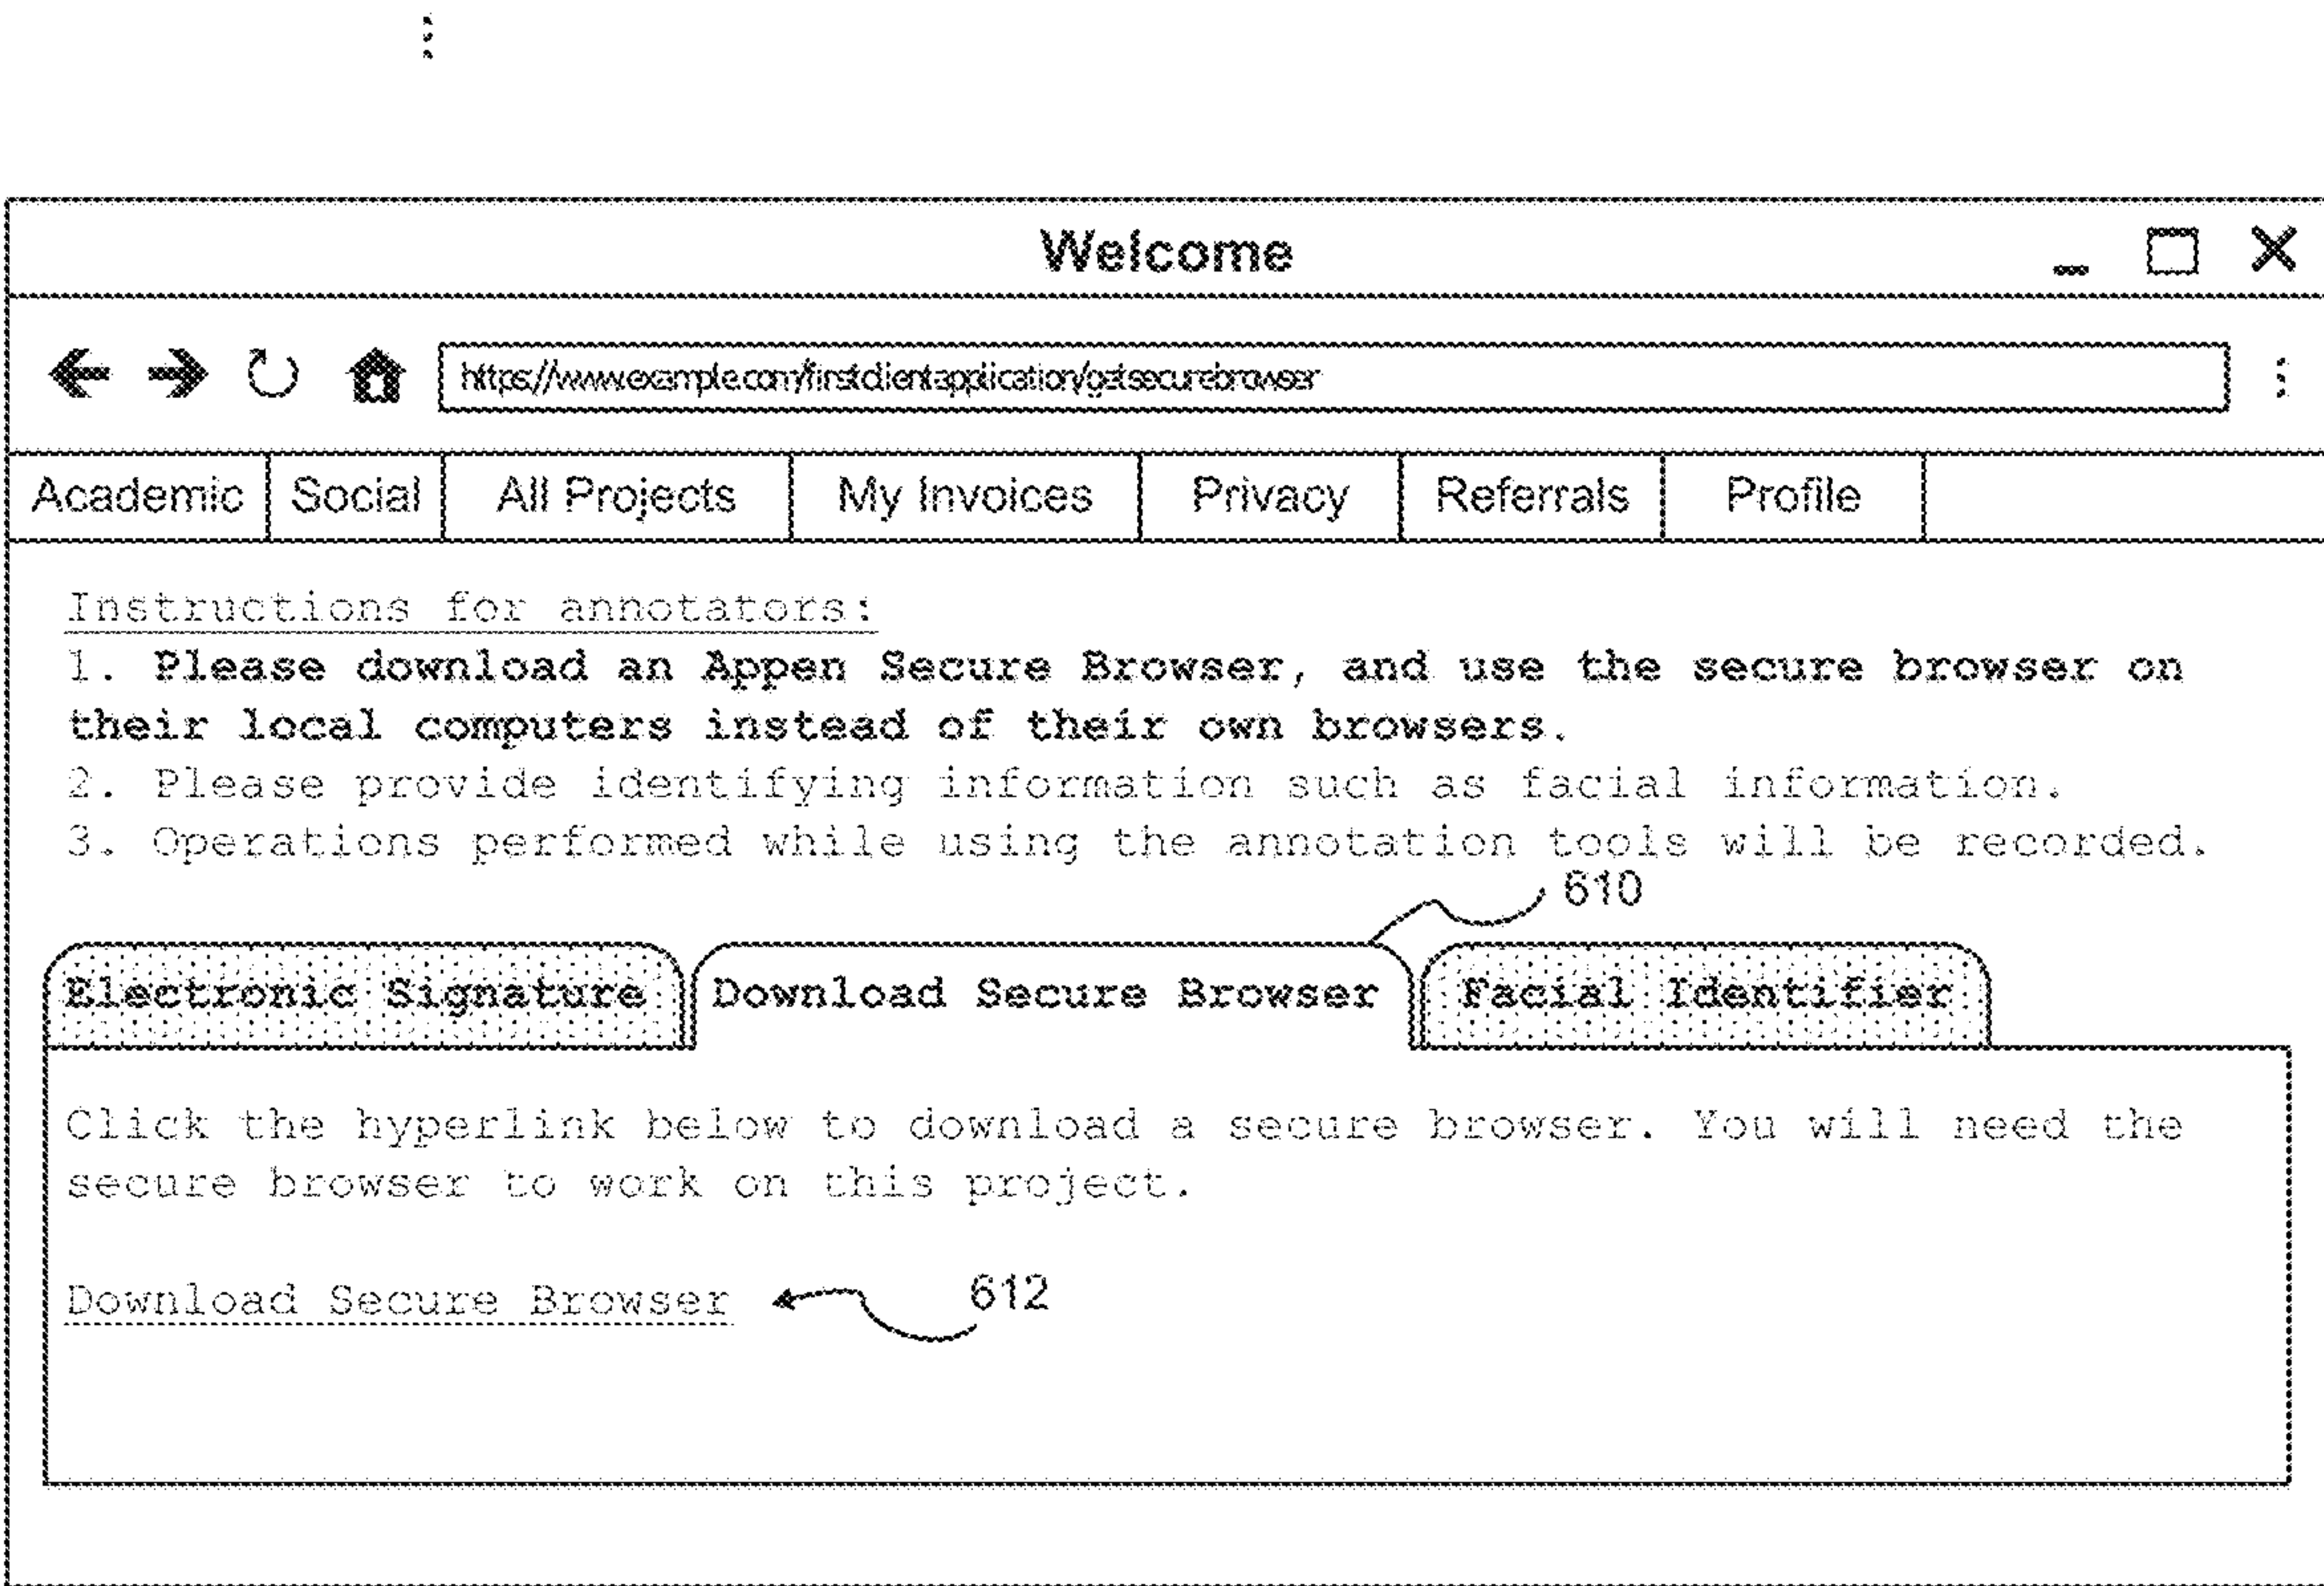 Welcome
https://www.example.com/firstclientapplication/getsecurebrowser
Academic Social All Projects My Invoices Privacy Referrals Profile
Instructions for annotators:
1. Please download an Appen Secure Browser, and use the secure browser on
their local computers instead of their own browsers.
2. Please provide identifying information such as facial information.
3. Operations performed while using the annotation tools will be recorded.
610
Electronic Signature Download Secure Browser Facial Identifier
Click the hyperlink below to download a secure browser. You will need the
secure browser to work on this project.
Download Secure Browser 612